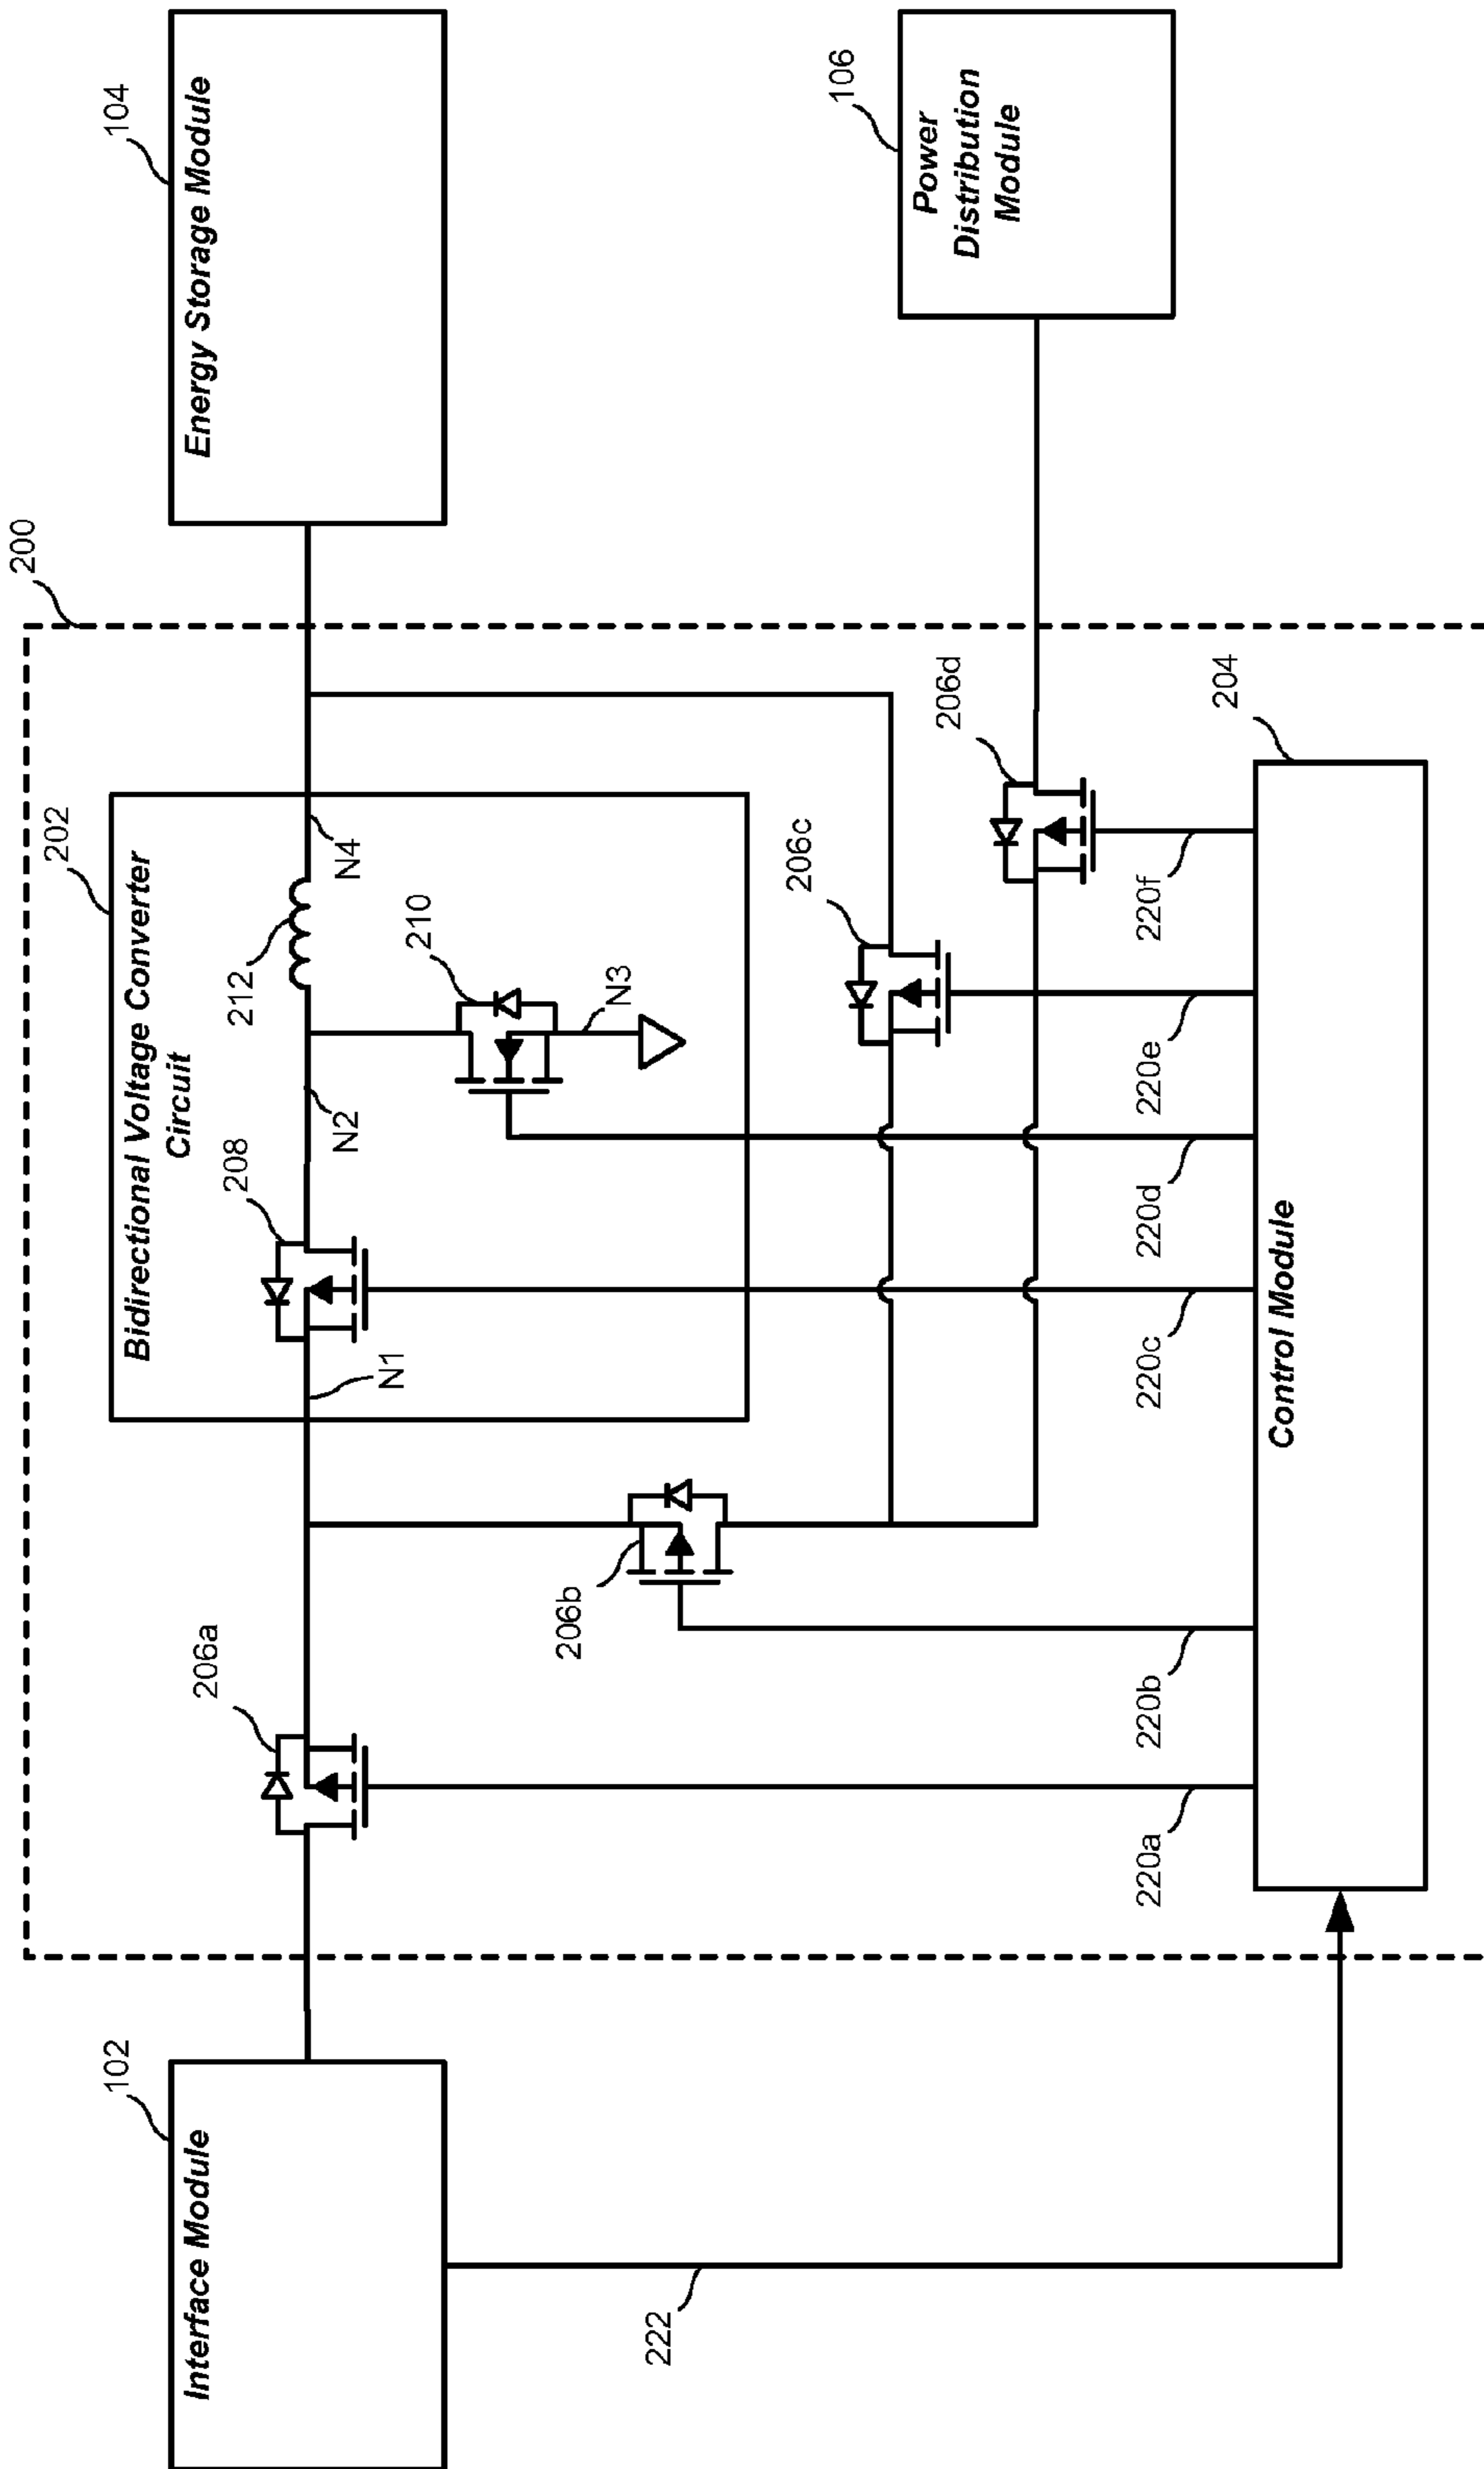 200
102
Interface Module
206a
202
Bidirectional Voltage Converter
Circuit
208
212
N1
N2
N4
210
N3
104
Energy Storage Module
206b
206c
206d
106
Power
Distribution
Module
222
220a
220b
220c
220d
220e
220f
204
Control Module